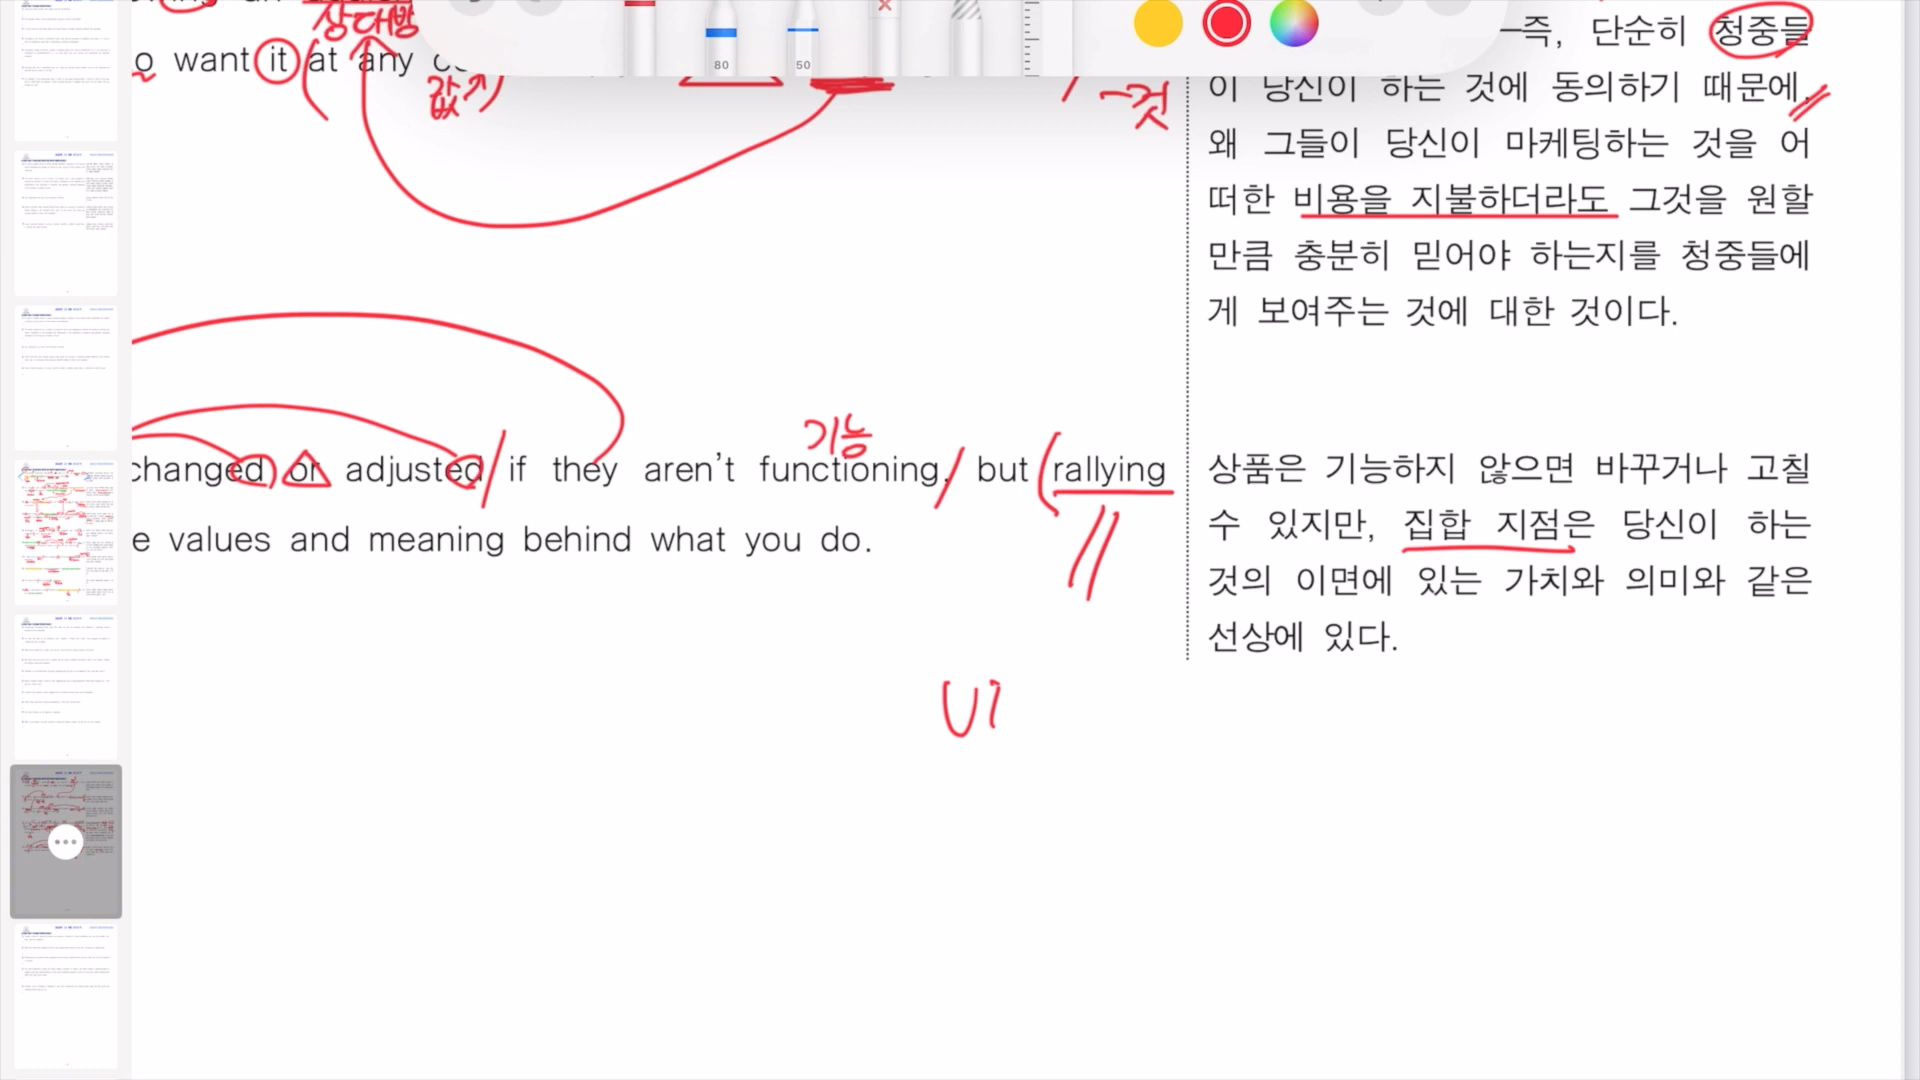 상대방
want it at any
값지
80
50
~것
기능
changed or adjusted / if they aren't functioning, / but (rallying
e values and meaning behind what you do.
—즉, 단순히 청중들
이 당신이 하는 것에 동의하기 때문에,
왜 그들이 당신이 마케팅하는 것을 어
떠한 비용을 지불하더라도 그것을 원할
만큼 충분히 믿어야 하는지를 청중들에
게 보여주는 것에 대한 것이다.
상품은 기능하지 않으면 바꾸거나 고칠
수 있지만, 집합 지점은 당신이 하는
것의 이면에 있는 가치와 의미와 같은
선상에 있다.